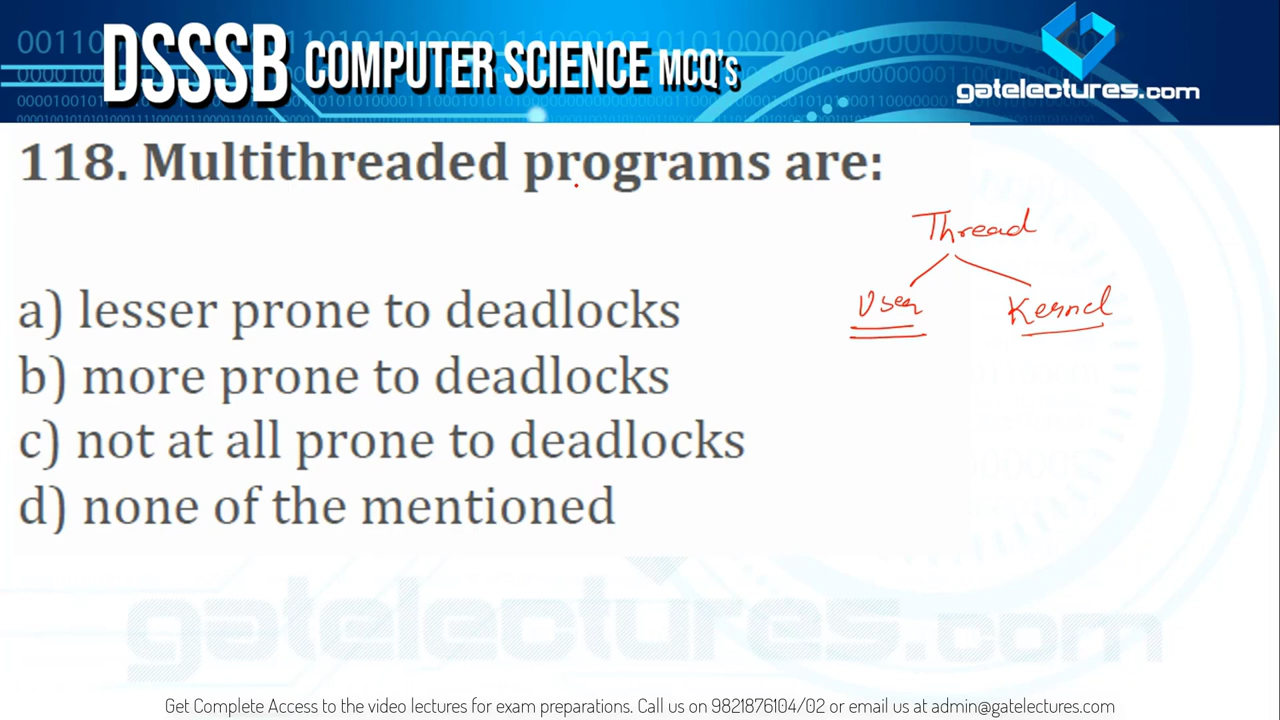 DSSSB COMPUTER SCIENCE MCQ's
gatelectures.com
118. Multithreaded programs are:
Thread
User
Kernel
a) lesser prone to deadlocks
b) more prone to deadlocks
c) not at all prone to deadlocks
d) none of the mentioned
gatelectures.com
Get Complete Access to the video lectures for exam preparations. Call us on 9821876104/02 or email us at admin@gatelectures.com